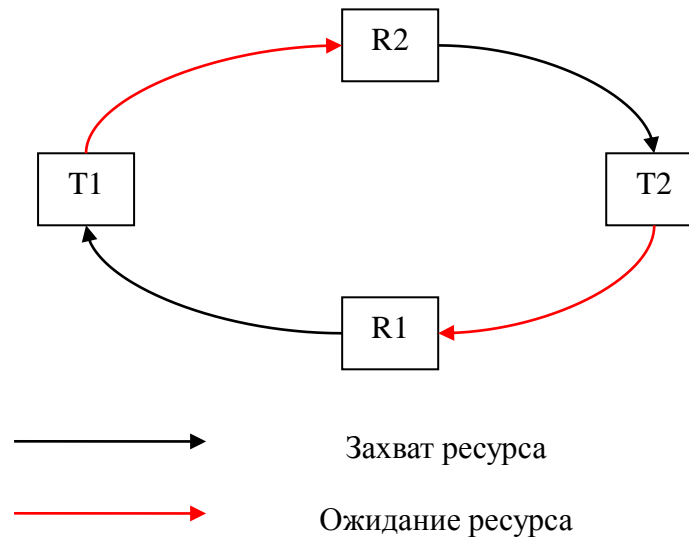 R2
T1
T2
R1
Захват ресурса
Ожидание ресурса